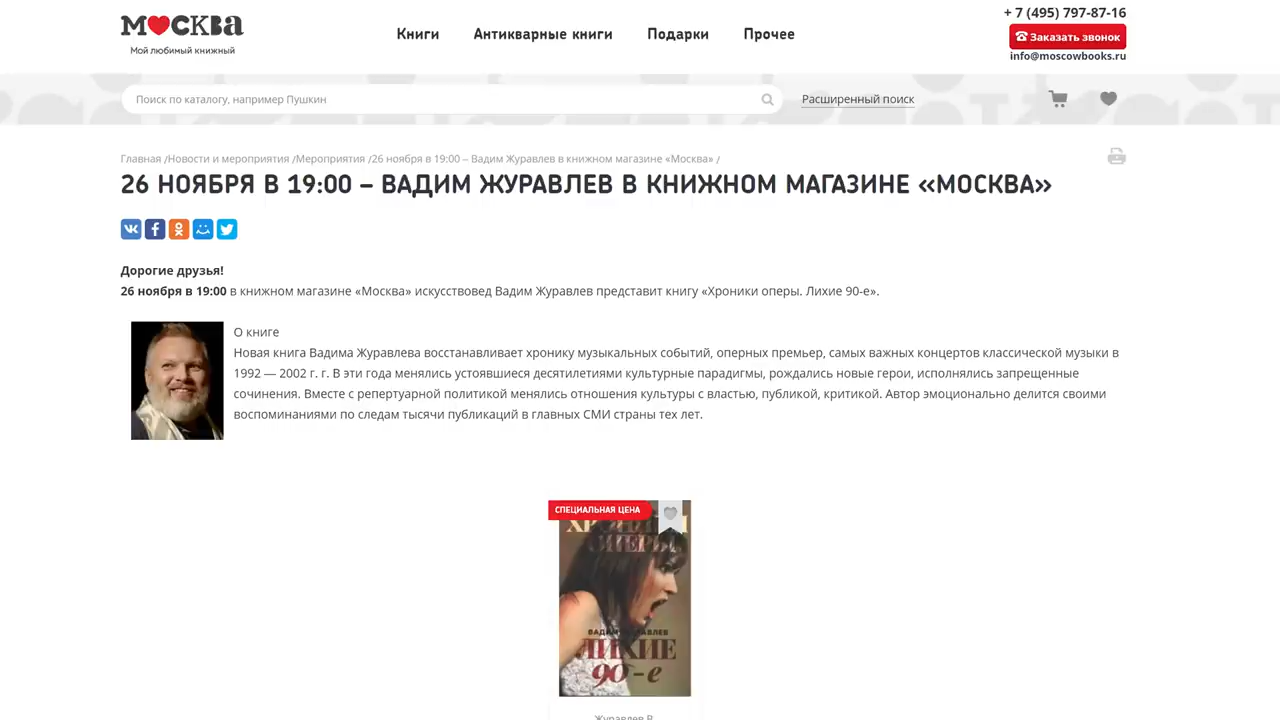 МОСКВА
Мой любимый книжный
Книги
Антикварные книги
Подарки
Прочее
+ 7 (495) 797-87-16
Заказать звонок
info@moscowbooks.ru
Поиск по каталогу, например Пушкин
Расширенный поиск
Главная /Новости и мероприятия /Мероприятия /26 ноября в 19:00 – Вадим Журавлев в книжном магазине «Москва» /
26 НОЯБРЯ В 19:00 – ВАДИМ ЖУРАВЛЕВ В КНИЖНОМ МАГАЗИНЕ «МОСКВА»
Дорогие друзья!
26 ноября в 19:00 в книжном магазине «Москва» искусствовед Вадим Журавлев представит книгу «Хроники оперы. Лихие 90-е».
О книге
Новая книга Вадима Журавлева восстанавливает хронику музыкальных событий, оперных премьер, самых важных концертов классической музыки в
1992 — 2002 г. г. В эти года менялись устоявшиеся десятилетиями культурные парадигмы, рождались новые герои, исполнялись запрещенные
сочинения. Вместе с репертуарной политикой менялись отношения культуры с властью, публикой, критикой. Автор эмоционально делится своими
воспоминаниями по следам тысячи публикаций в главных СМИ страны тех лет.
СПЕЦИАЛЬНАЯ ЦЕНА
ОПЕРЫ
ВАДИМ ЖУРАВЛЕВ
ЛИХИЕ
90-е
Журавлев В.